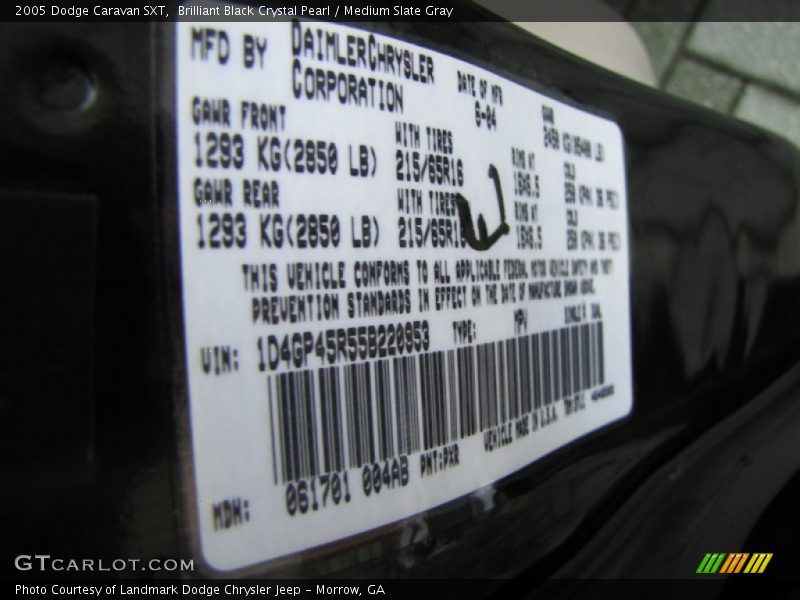 2005 Dodge Caravan SXT,  Brilliant Black Crystal Pearl / Medium Slate Gray
MFD BY DAIMLERCHRYSLER CORPORATION
DATE OF MFR
6-04
GAWR FRONT
1293 KG(2850 LB)
WITH TIRES
215/65R16
GAWR REAR
1293 KG(2850 LB)
WITH TIRES
THIS VEHICLE CONFORMS TO ALL APPLICABLE FEDERAL MOTOR VEHICLE SAFETY AND THEFT
PREVENTION STANDARDS IN EFFECT ON THE DATE OF MANUFACTURE SHOWN ABOVE.
VIN: 1D4GP45R55B220953 TYPE: MPV
VEHICLE MADE IN U.S.A.
MDH: 061701 004AB PNT:PXR
GTCARLOT.COM
Photo Courtesy of Landmark Dodge Chrysler Jeep – Morrow, GA